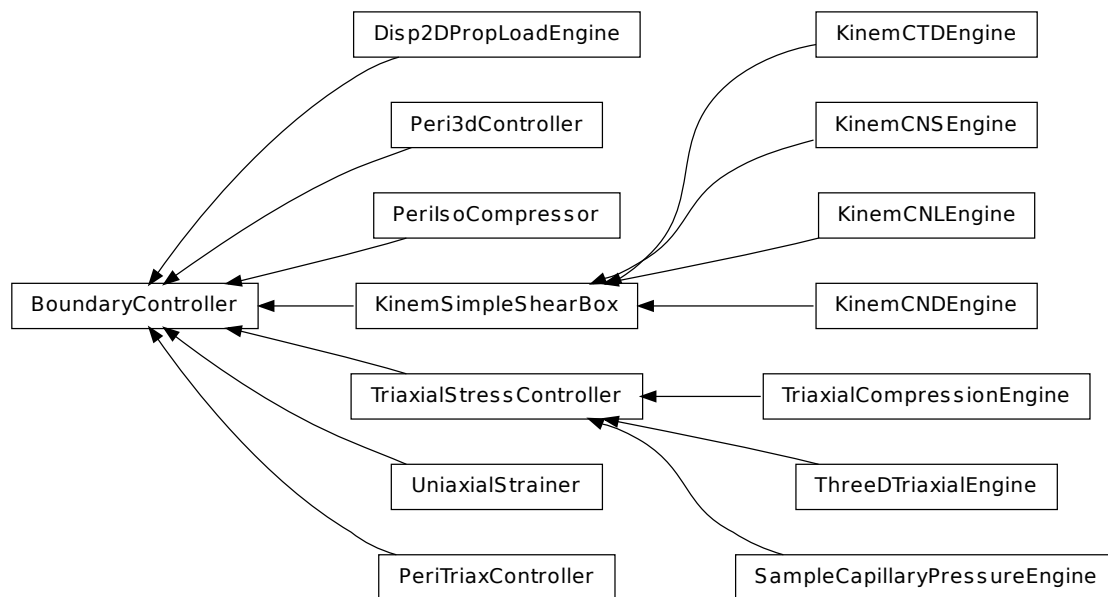 Disp2DPropLoadEngine
KinemCTDEngine
Peri3dController
KinemCNSEngine
PeriIsoCompressor
KinemCNLEngine
BoundaryController
KinemSimpleShearBox
KinemCNDEngine
TriaxialStressController
TriaxialCompressionEngine
UniaxialStrainer
ThreeDTriaxialEngine
PeriTriaxController
SampleCapillaryPressureEngine